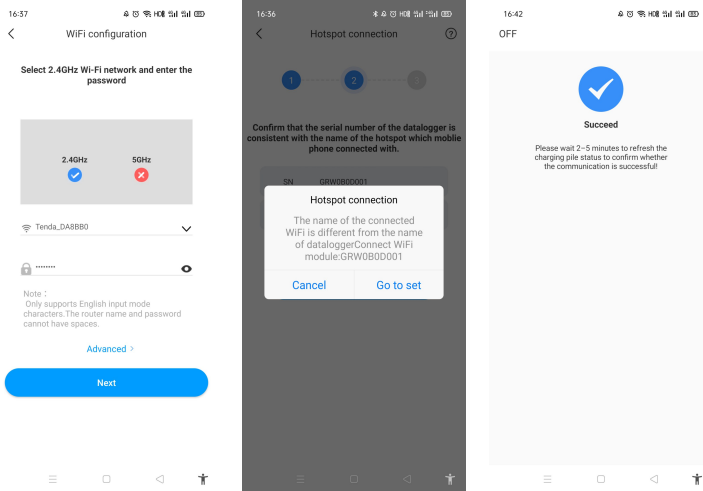 16:37
WiFi configuration
Select 2.4GHz Wi-Fi network and enter the
password
2.4GHz
5GHz
Tenda_DA8BB0
········
Note：
Only supports English input mode
characters.The router name and password
cannot have spaces.
Advanced >
Next
16:36
Hotspot connection
1
2
3
Confirm that the serial number of the datalogger is
consistent with the name of the hotspot which moblie
phone connected with.
SN GRW0B0D001
Hotspot connection
The name of the connected
WiFi is different from the name
of dataloggerConnect WiFi
module:GRW0B0D001
Cancel
Go to set
16:42
OFF
Succeed
Please wait 2–5 minutes to refresh the
charging pile status to confirm whether
the communication is successful!